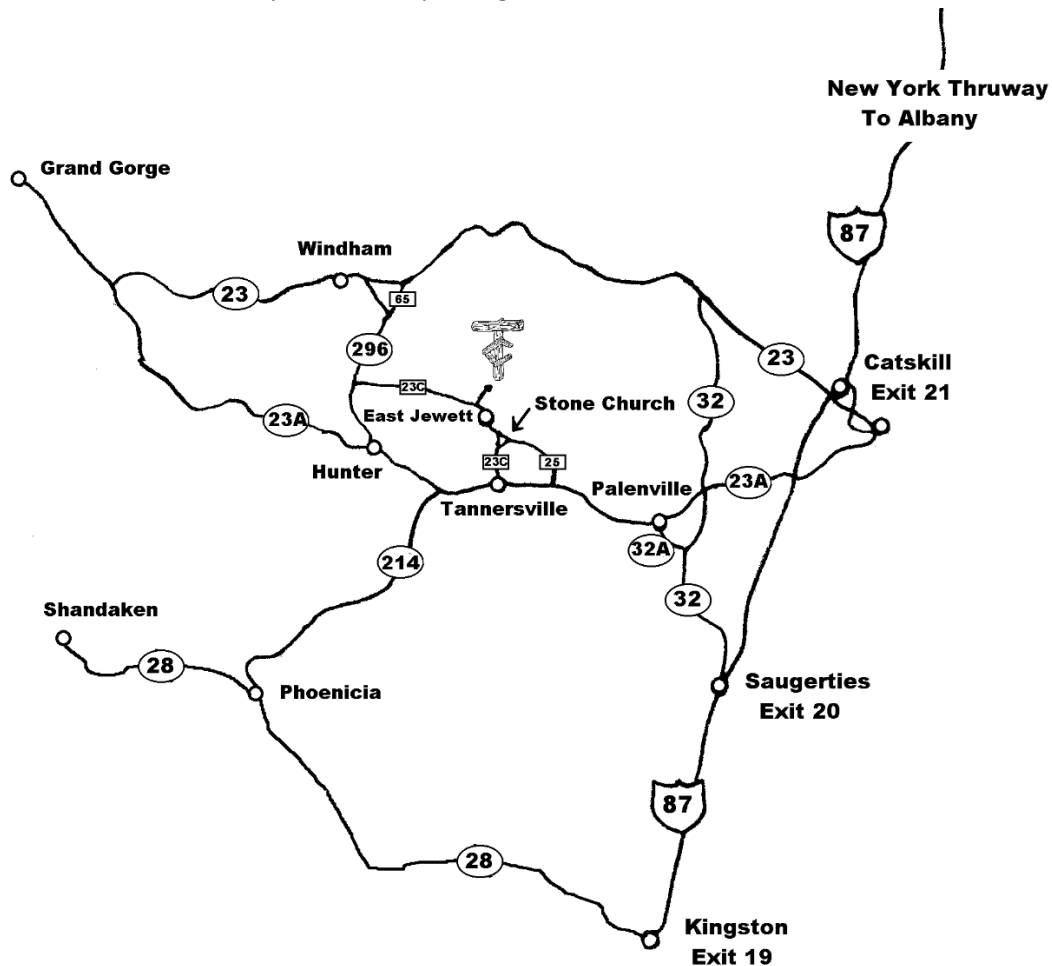 New York Thruway
To Albany
Grand Gorge
87
Windham
23
65
296
23
Catskill
Exit 21
23C
32
Stone Church
East Jewett
23A
Hunter
23C
25
Palenville
23A
Tannersville
32A
214
32
Shandaken
28
Phoenicia
Saugerties
Exit 20
87
28
Kingston
Exit 19